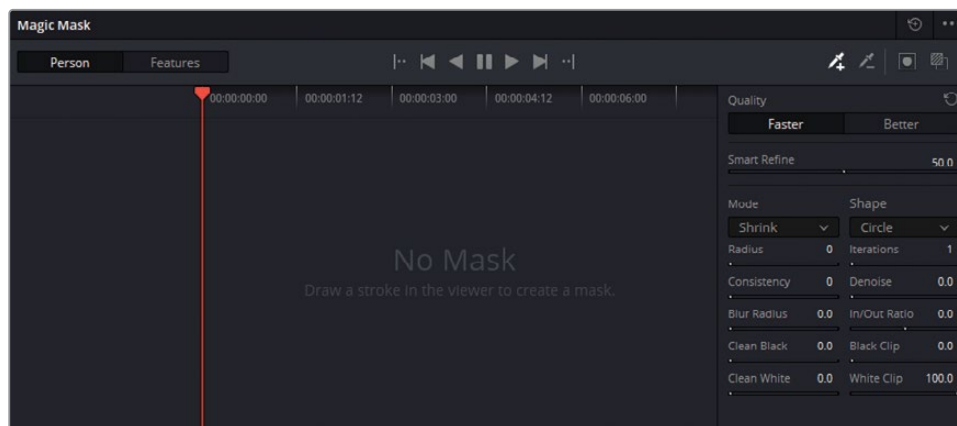 Magic Mask
Person Features
00:00:00:00 00:00:01:12 00:00:03:00 00:00:04:12 00:00:06:00
Quality
Faster Better
Smart Refine 50.0
Mode Shape
Shrink Circle
Radius 0 Iterations 1
No Mask
Draw a stroke in the viewer to create a mask.
Consistency 0 Denoise 0.0
Blur Radius 0.0 In/Out Ratio 0.0
Clean Black 0.0 Black Clip 0.0
Clean White 0.0 White Clip 100.0